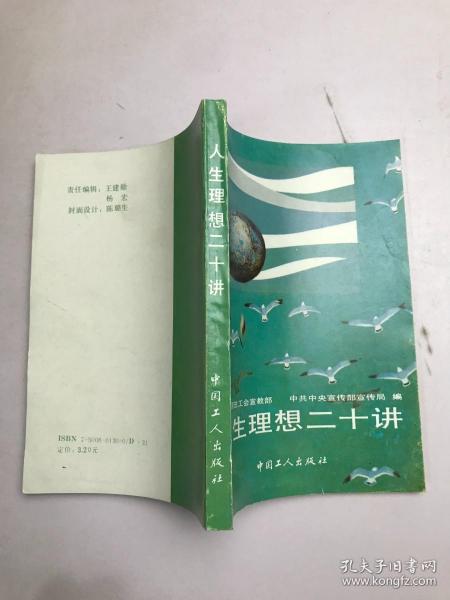 责任编辑：王建勋
杨 宏
封面设计：陈璐生
ISBN 7-5008-0130-0/D·31
定价：3.20元
人生理想二十讲
中国工人出版社
工会宣教部 中共中央宣传部宣传局 编
生理想二十讲
中国工人出版社
孔夫子旧书网
www.kongfz.com